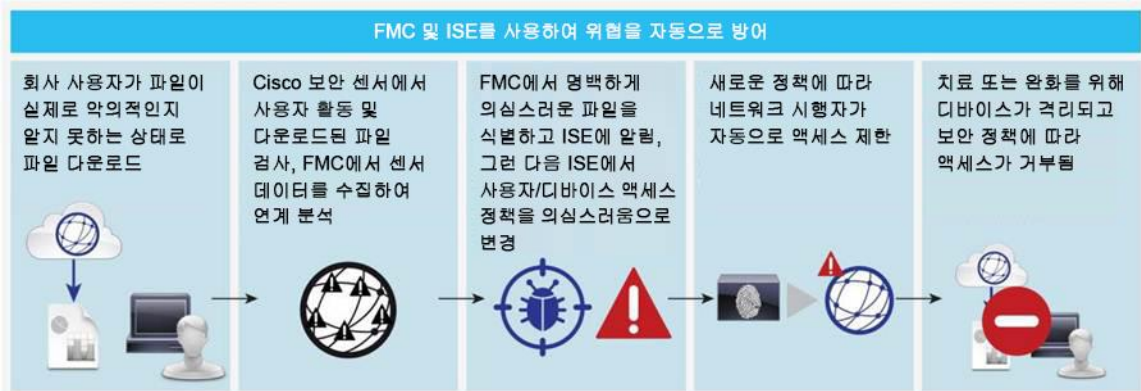 FMC 및 ISE를 사용하여 위협을 자동으로 방어
회사 사용자가 파일이
실제로 악의적인지
알지 못하는 상태로
파일 다운로드
Cisco 보안 센서에서
사용자 활동 및
다운로드된 파일
검사, FMC에서 센서
데이터를 수집하여
연계 분석
FMC에서 명백하게
의심스러운 파일을
식별하고 ISE에 알림,
그런 다음 ISE에서
사용자/디바이스 액세스
정책을 의심스러움으로
변경
새로운 정책에 따라
네트워크 시행자가
자동으로 액세스 제한
치료 또는 완화를 위해
디바이스가 격리되고
보안 정책에 따라
액세스가 거부됨